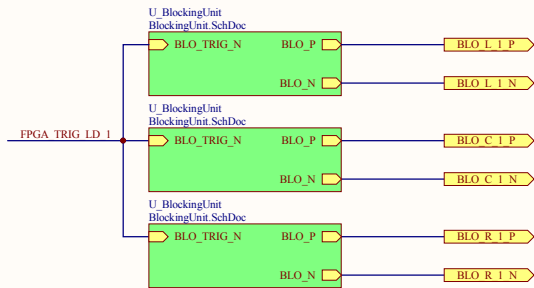 U_BlockingUnit
BlockingUnit.SchDoc
BLO_TRIG_N BLO_P BLO_L_1_P
BLO_N BLO_L_1_N
U_BlockingUnit
BlockingUnit.SchDoc
FPGA_TRIG_LD_1 BLO_TRIG_N BLO_P BLO_C_1_P
BLO_N BLO_C_1_N
U_BlockingUnit
BlockingUnit.SchDoc
BLO_TRIG_N BLO_P BLO_R_1_P
BLO_N BLO_R_1_N